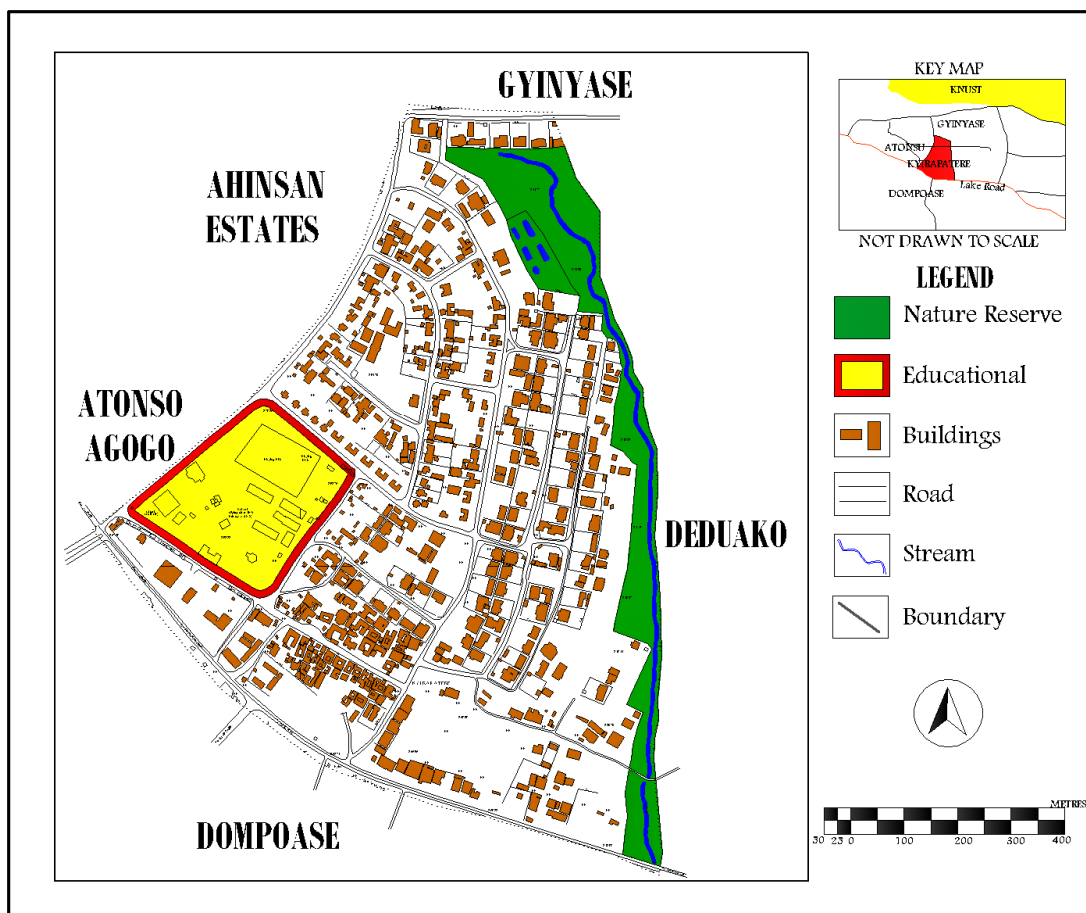 GYINYASE
AHINSAN
ESTATES
ATONSO
AGOGO
DEDUAKO
DOMPOASE
KEY MAP
KNUST
GYINYASE
ATONSU
KYIRAPATERE
DOMPOASE
Lake Road
NOT DRAWN TO SCALE
LEGEND
Nature Reserve
Educational
Buildings
Road
Stream
Boundary
METRES
30 23 0 100 200 300 400